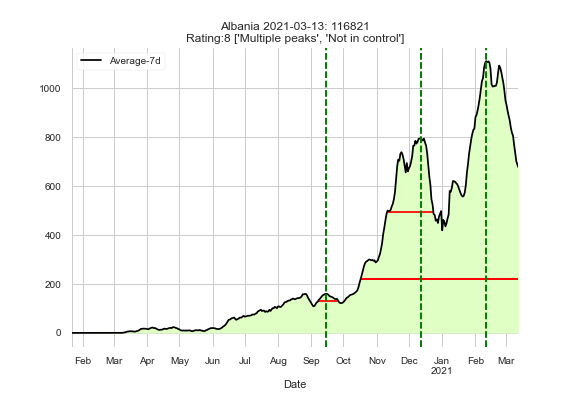 Albania 2021-03-13: 116821
Rating:8 ['Multiple peaks', 'Not in control']
Average-7d
1000
800
600
400
200
0
Feb Mar Apr May Jun Jul Aug Sep Oct Nov Dec Jan Feb Mar
2021
Date